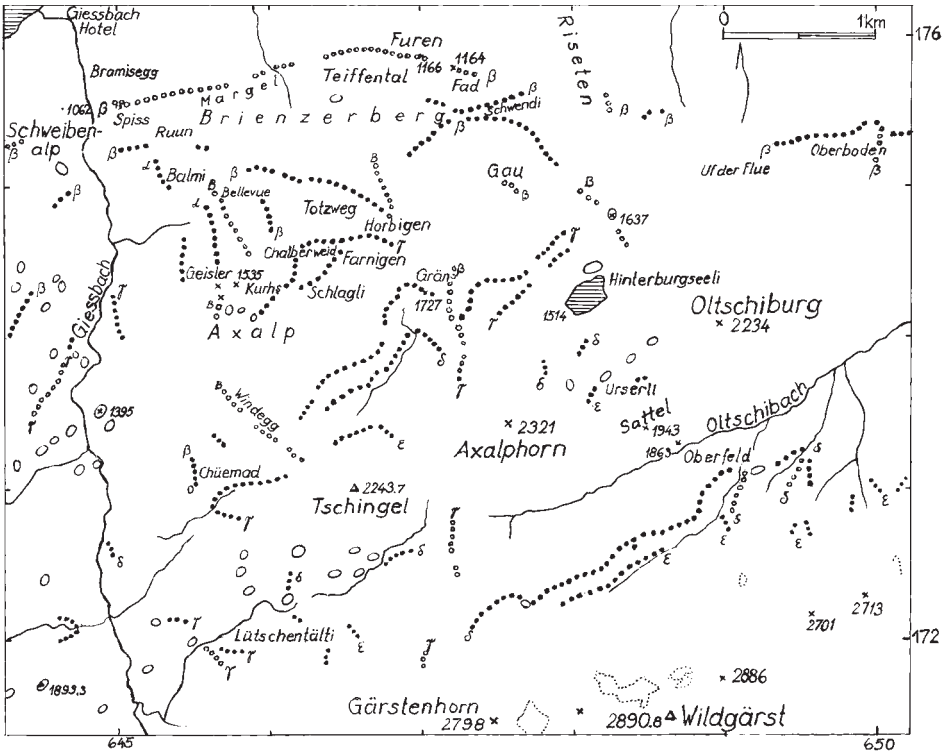 Giessbach
Hotel
Bramisegg
1062 β
Spiss
Margel
Furen
1164
1166
Teiffental
Fad β
Riseten
0 1km
176
Brienzerberg
Schwendi
β
β β
Schweiben-
alp
Ruun
β
β
β
α Balmi
B
Bellevue
β
B
Gau
β
B
Uf der Flue
β
Oberboden
β
α
β
Totzweg
Horbigen
1637
Chalberweid
Farnigen
γ
γ
Geisler 1535
Kurhs
Schlagli
Grän
β
1727
γ
Hinterburgseeli
1514
B
Axalp
Oltschiburg
2234
Giessbach
β
γ
γ
δ
δ
δ
Urserli
ε
γ
1395
B
Windegg
2321
Axalphorn
Sattel
1943
1863
Oltschibach
Oberfeld
β
ε
Chüemad
2243.7
Tschingel
γ
γ
δ
δ
δ
ε
ε
ε
ε
δ
δ
δ
2713
2701
γ
Lütschentälti
ε
γ
γ
γ
δ
172
1893,3
2886
Gärstenhorn
2798
2890.8 Wildgärst
645
650